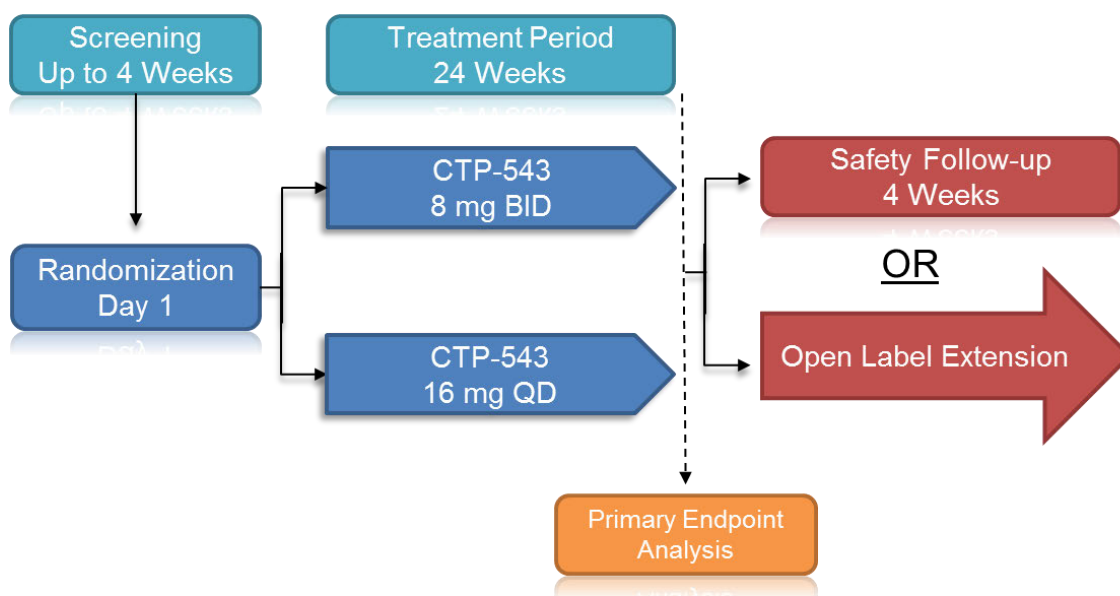 Screening
Up to 4 Weeks
Treatment Period
24 Weeks
CTP-543
8 mg BID
Safety Follow-up
4 Weeks
OR
Randomization
Day 1
CTP-543
16 mg QD
Open Label Extension
Primary Endpoint
Analysis